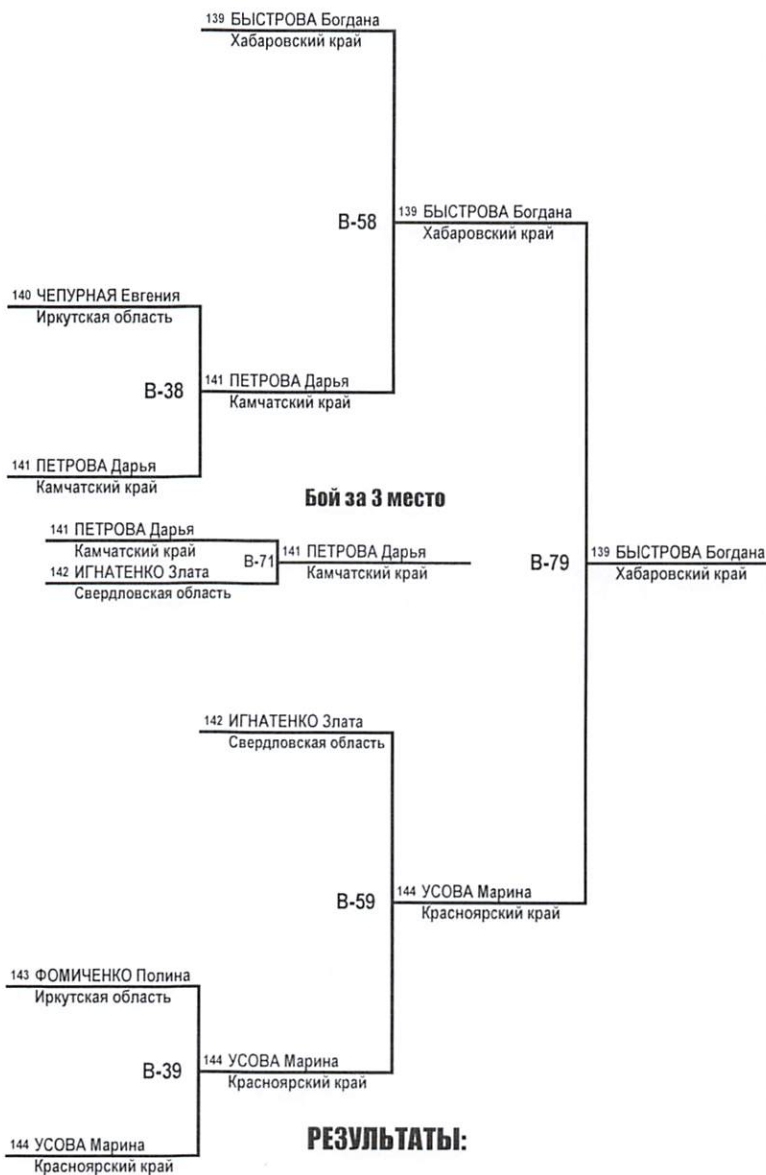 139 БЫСТРОВА Богдана
Хабаровский край
B-58
139 БЫСТРОВА Богдана
Хабаровский край
140 ЧЕПУРНАЯ Евгения
Иркутская область
B-38
141 ПЕТРОВА Дарья
Камчатский край
141 ПЕТРОВА Дарья
Камчатский край
Бой за 3 место
141 ПЕТРОВА Дарья
Камчатский край
142 ИГНАТЕНКО Злата
Свердловская область
B-71
141 ПЕТРОВА Дарья
Камчатский край
B-79
139 БЫСТРОВА Богдана
Хабаровский край
142 ИГНАТЕНКО Злата
Свердловская область
B-59
144 УСОВА Марина
Красноярский край
143 ФОМИЧЕНКО Полина
Иркутская область
B-39
144 УСОВА Марина
Красноярский край
144 УСОВА Марина
Красноярский край
РЕЗУЛЬТАТЫ: